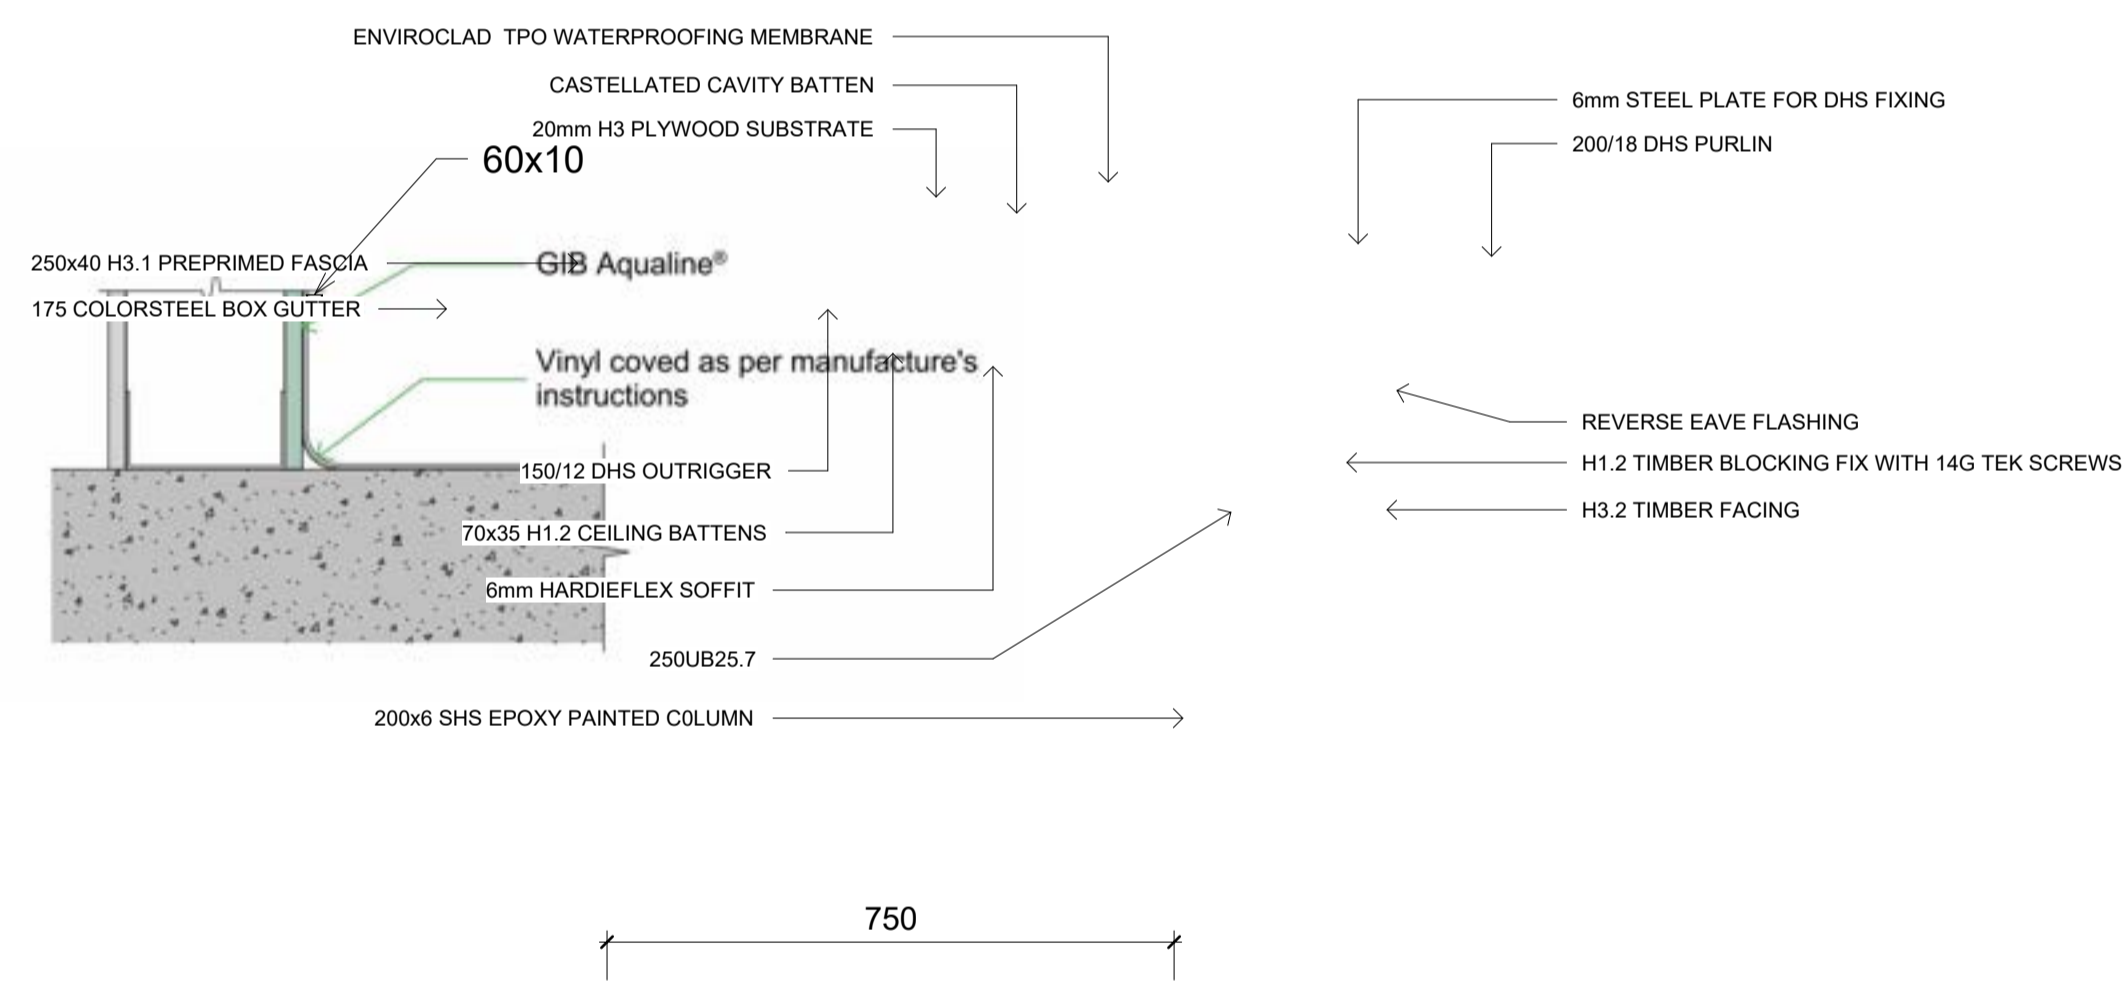 ENVIROCLAD TPO WATERPROOFING MEMBRANE
CASTELLATED CAVITY BATTEN
20mm H3 PLYWOOD SUBSTRATE
60x10
6mm STEEL PLATE FOR DHS FIXING
200/18 DHS PURLIN
250x40 H3.1 PREPRIMED FASCIA
GIB Aqualine®
175 COLORSTEEL BOX GUTTER
Vinyl coved as per manufacture's
instructions
REVERSE EAVE FLASHING
H1.2 TIMBER BLOCKING FIX WITH 14G TEK SCREWS
H3.2 TIMBER FACING
150/12 DHS OUTRIGGER
70x35 H1.2 CEILING BATTENS
6mm HARDIEFLEX SOFFIT
250UB25.7
200x6 SHS EPOXY PAINTED C0LUMN
750